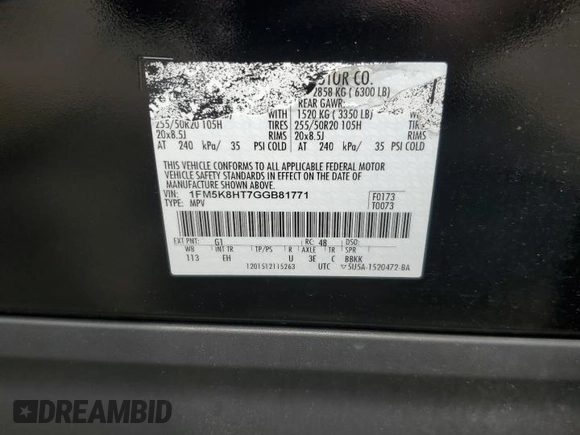 TOR CO.
2858 KG ( 6300 LB)
REAR GAWR:
WITH 1520 KG ( 3350 LB) WITH
255/50R20 105H TIRES 255/50R20 105H TIRES
20x8.5J RIMS 20x8.5J RIMS
AT 240 kPa/ 35 PSI COLD AT 240 kPa/ 35 PSI COLD
THIS VEHICLE CONFORMS TO ALL APPLICABLE FEDERAL MOTOR
VEHICLE SAFETY STANDARDS IN EFFECT ON THE DATE OF
MANUFACTURE SHOWN ABOVE.
VIN: 1FM5K8HT7GGB81771 F0173
TYPE: MPV T0073
EXT PNT: G1 RC: 48 DSO:
WB INT TR TP/PS R AXLE TR SPR
113 EH U 3E C BBKK
1201512115263 UTC 5U5A-1520472-BA
DREAMBID